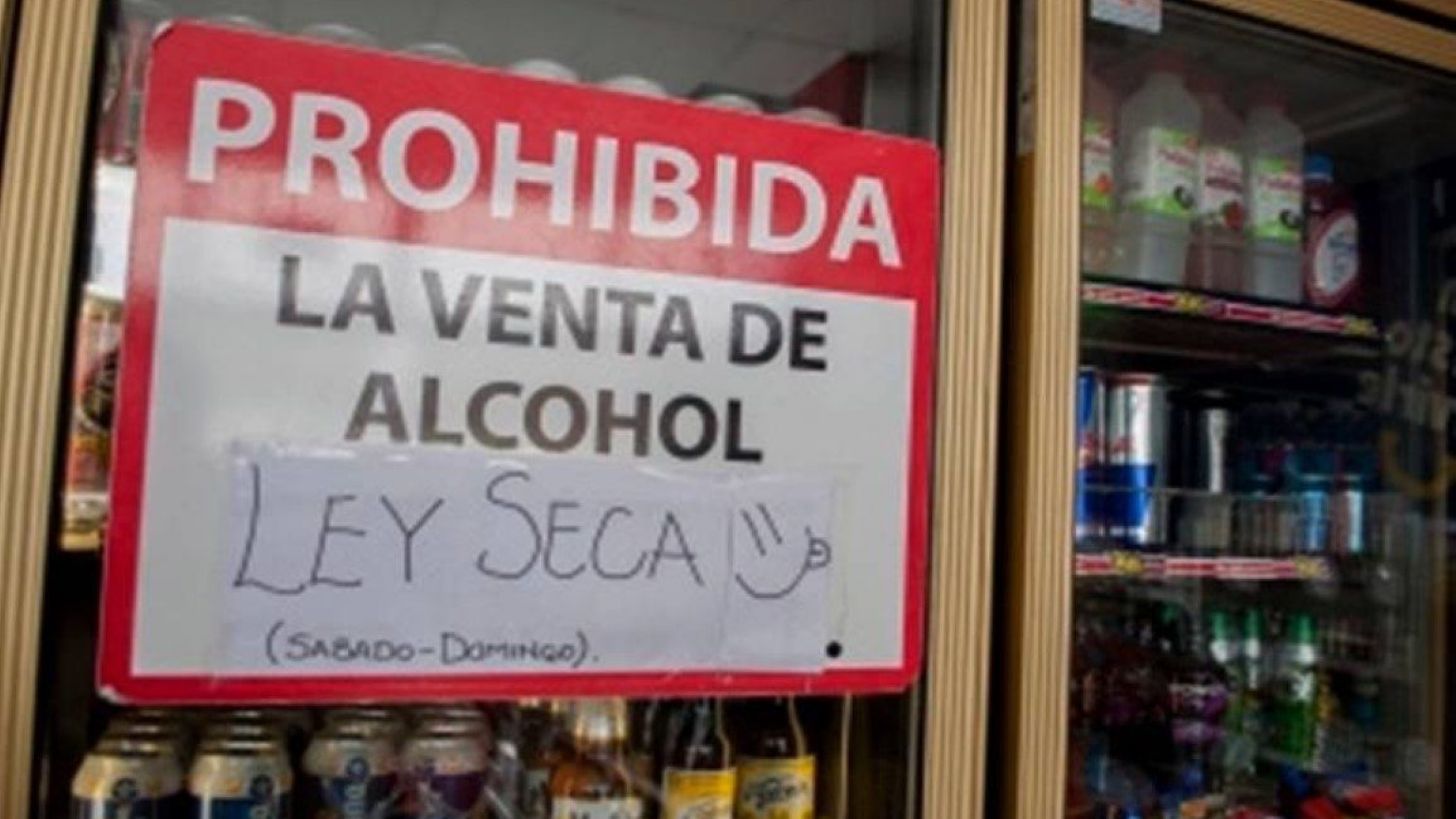 PROHIBIDA
LA VENTA DE
ALCOHOL
LEY SECA
(SABADO-DOMINGO).